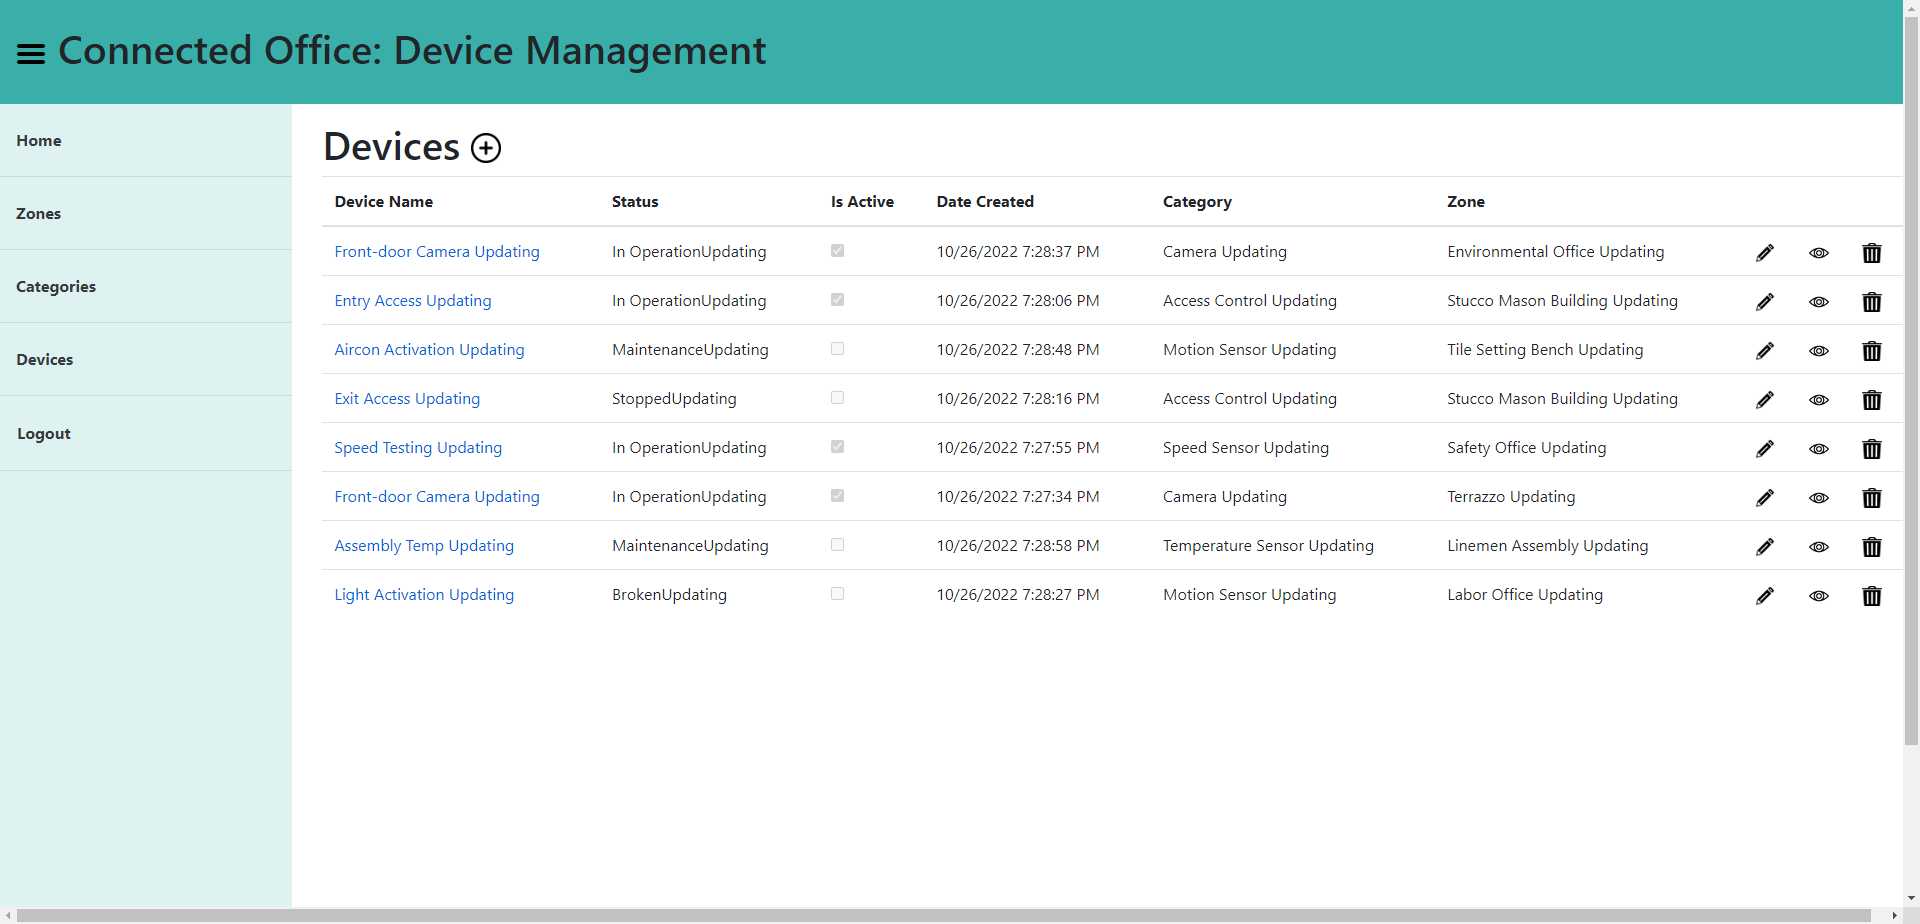 Connected Office: Device Management
Home
Zones
Categories
Devices
Logout
Devices
Device Name Status Is Active Date Created Category Zone
Front-door Camera Updating In OperationUpdating 10/26/2022 7:28:37 PM Camera Updating Environmental Office Updating
Entry Access Updating In OperationUpdating 10/26/2022 7:28:06 PM Access Control Updating Stucco Mason Building Updating
Aircon Activation Updating MaintenanceUpdating 10/26/2022 7:28:48 PM Motion Sensor Updating Tile Setting Bench Updating
Exit Access Updating StoppedUpdating 10/26/2022 7:28:16 PM Access Control Updating Stucco Mason Building Updating
Speed Testing Updating In OperationUpdating 10/26/2022 7:27:55 PM Speed Sensor Updating Safety Office Updating
Front-door Camera Updating In OperationUpdating 10/26/2022 7:27:34 PM Camera Updating Terrazzo Updating
Assembly Temp Updating MaintenanceUpdating 10/26/2022 7:28:58 PM Temperature Sensor Updating Linemen Assembly Updating
Light Activation Updating BrokenUpdating 10/26/2022 7:28:27 PM Motion Sensor Updating Labor Office Updating